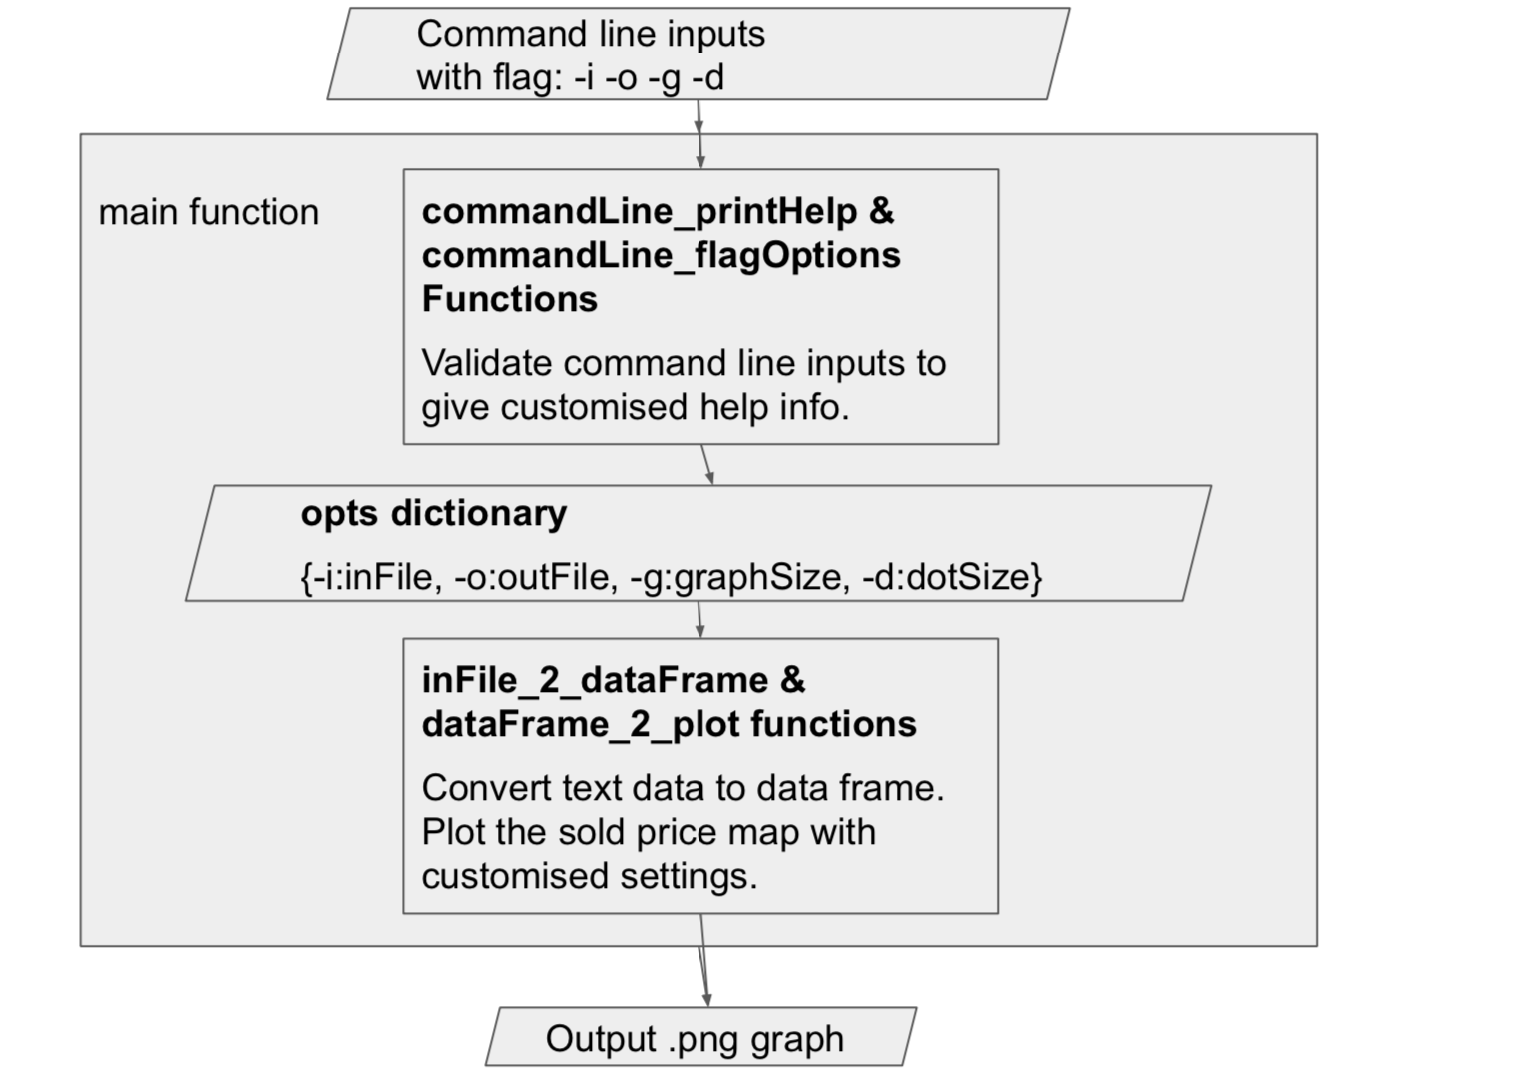 Command line inputs
with flag: -i -o -g -d
main function
commandLine_printHelp &
commandLine_flagOptions
Functions
Validate command line inputs to
give customised help info.
opts dictionary
{-i:inFile, -o:outFile, -g:graphSize, -d:dotSize}
inFile_2_dataFrame &
dataFrame_2_plot functions
Convert text data to data frame.
Plot the sold price map with
customised settings.
Output .png graph